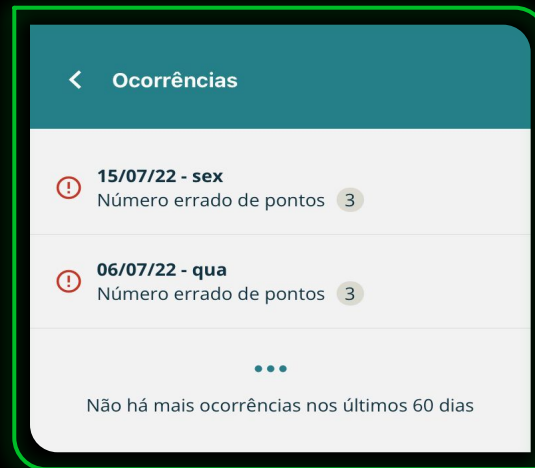 Ocorrências
15/07/22 - sex
Número errado de pontos 3
06/07/22 - qua
Número errado de pontos 3
Não há mais ocorrências nos últimos 60 dias